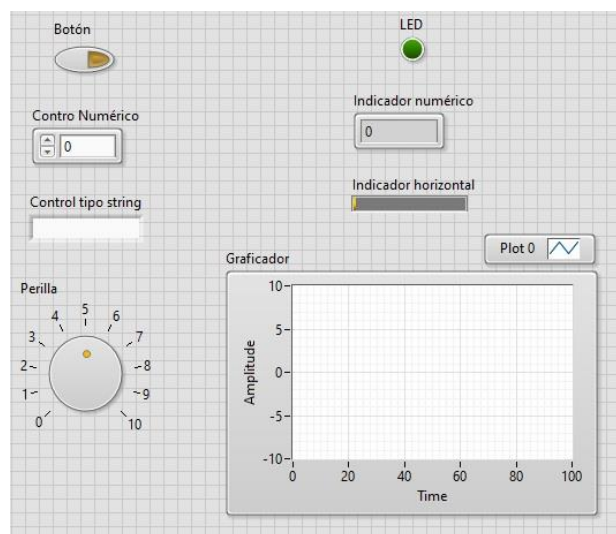 Botón
LED
Contro Numérico
0
Indicador numérico
0
Control tipo string
Indicador horizontal
Plot 0
Perilla
0
1
2
3
4
5
6
7
8
9
10
Graficador
Amplitude
10
5
0
-5
-10
0 20 40 60 80 100
Time